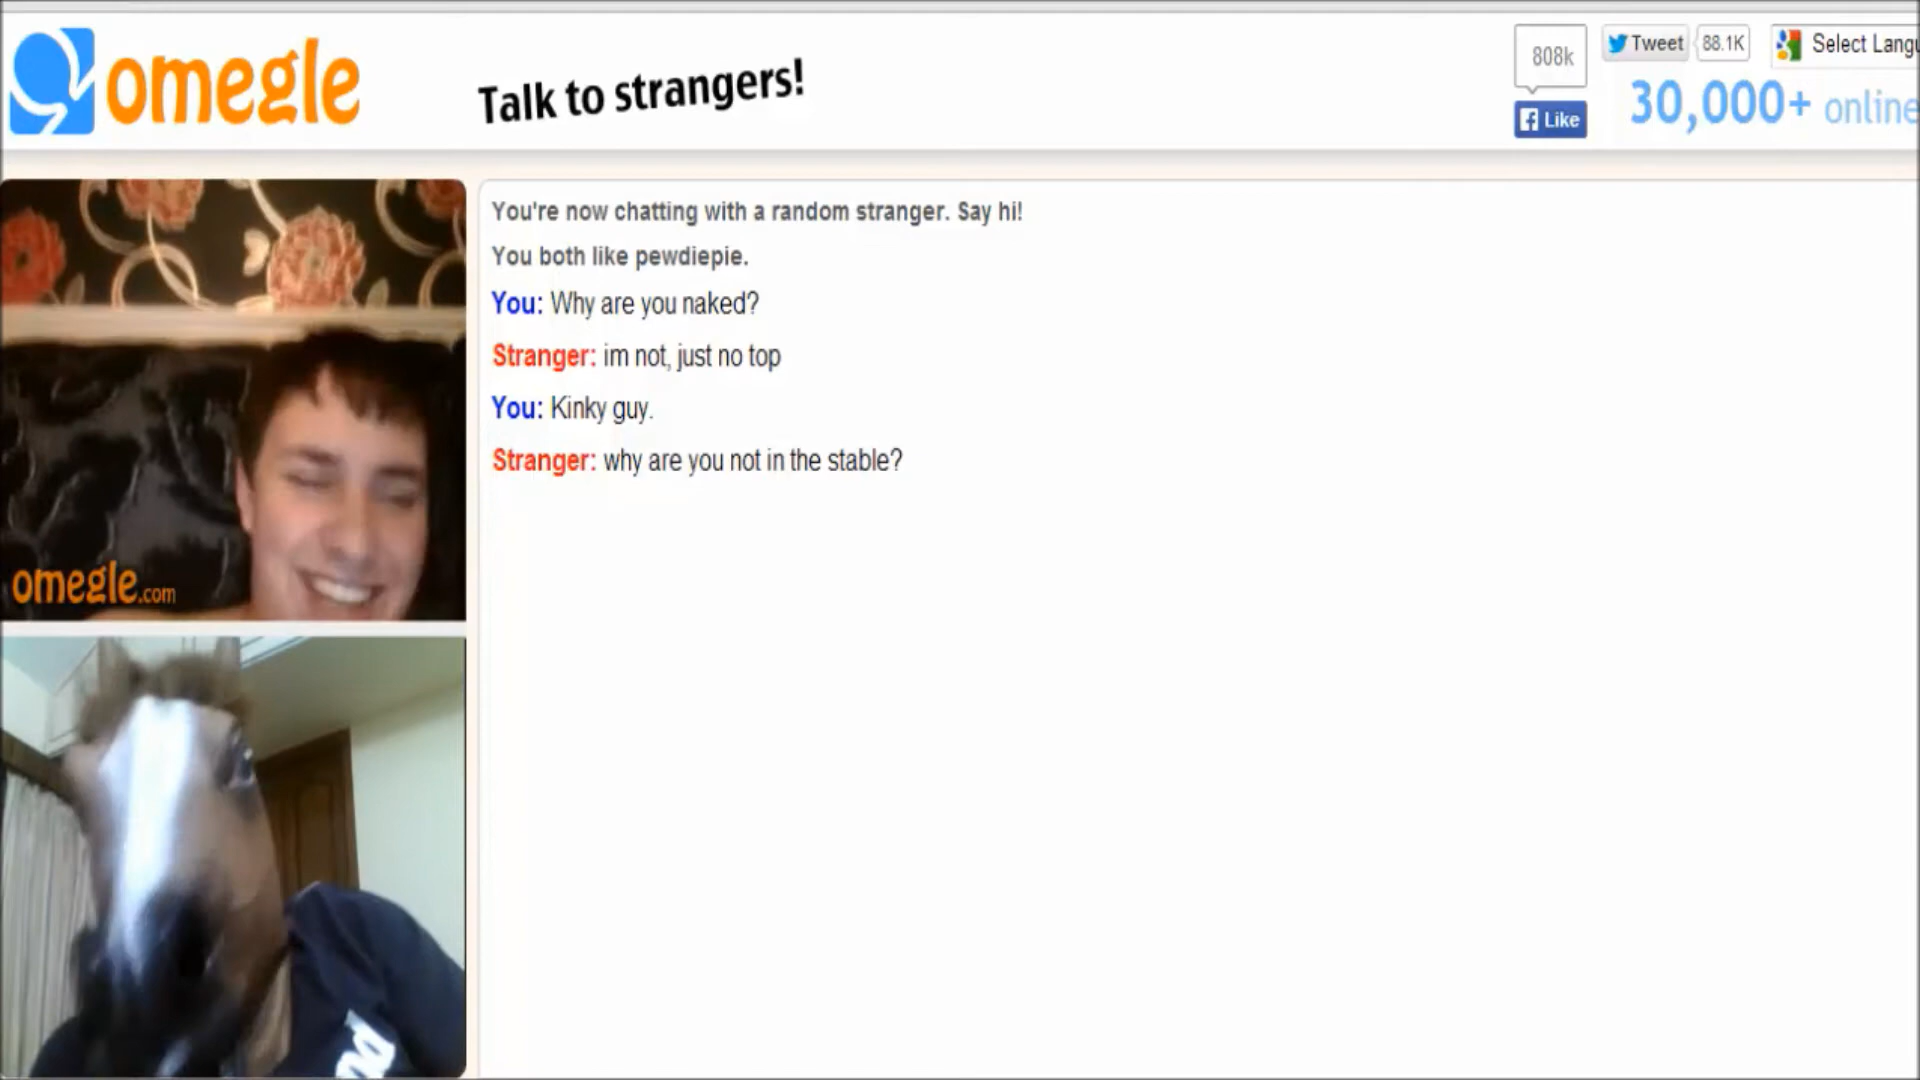 omegle
Talk to strangers!
808k
Like
Tweet
88.1K
30,000+ online
You're now chatting with a random stranger. Say hi!
You both like pewdiepie.
You: Why are you naked?
Stranger: im not, just no top
You: Kinky guy.
Stranger: why are you not in the stable?
omegle.com